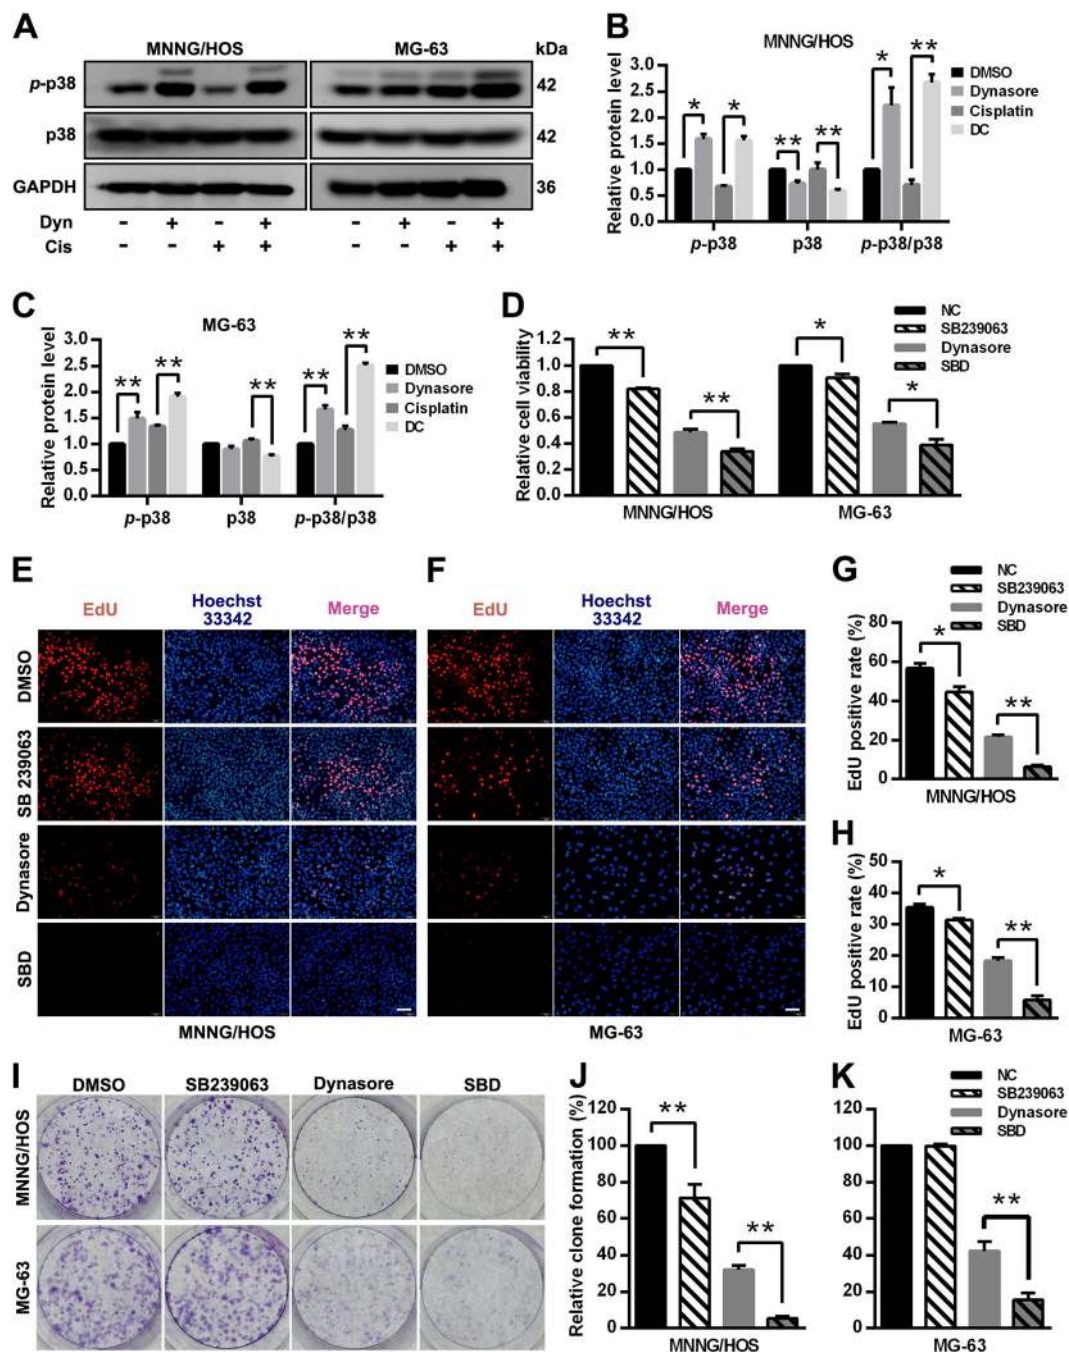 A
MNNG/HOS MG-63 kDa
p-p38 42
p38 42
GAPDH 36
Dyn - + - + - + - +
Cis - - + + - - + +
B
MNNG/HOS
Relative protein level
3.0
2.5
2.0
1.5
1.0
0.5
0.0
* * ** ** * **
DMSO
Dynasore
Cisplatin
DC
p-p38 p38 p-p38/p38
C
MG-63
Relative protein level
3.0
2.5
2.0
1.5
1.0
0.5
0.0
** ** ** ** **
DMSO
Dynasore
Cisplatin
DC
p-p38 p38 p-p38/p38
D
Relative cell viability
1.2
1.0
0.8
0.6
0.4
0.2
0.0
** ** * *
NC
SB239063
Dynasore
SBD
MNNG/HOS MG-63
E
EdU Hoechst 33342 Merge
DMSO
SB 239063
Dynasore
SBD
MNNG/HOS
F
EdU Hoechst 33342 Merge
MG-63
G
NC
SB239063
Dynasore
SBD
EdU positive rate (%)
80
60
40
20
0
* **
MNNG/HOS
H
EdU positive rate (%)
50
40
30
20
10
0
* **
MG-63
I
DMSO SB239063 Dynasore SBD
MNNG/HOS
MG-63
J
Relative clone formation (%)
120
100
80
60
40
20
0
** **
MNNG/HOS
K
NC
SB239063
Dynasore
SBD
120
100
80
60
40
20
0
**
MG-63